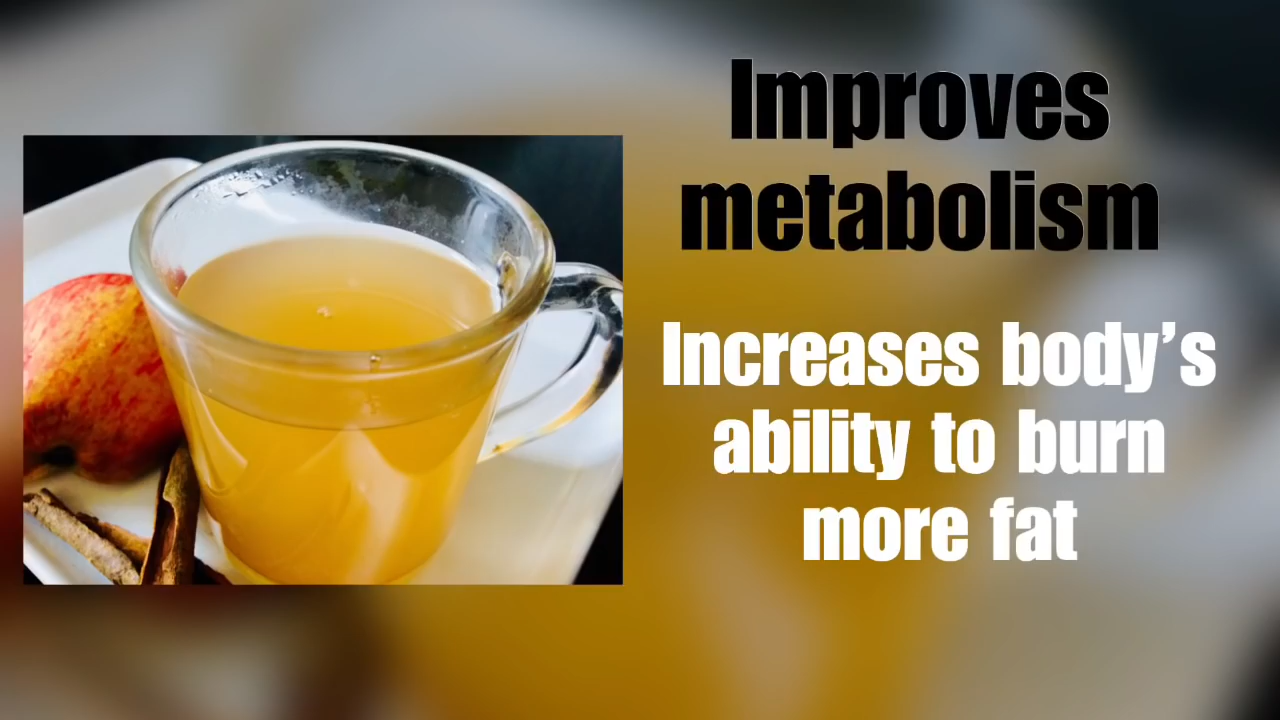 Improves
metabolism
Increases body’s
ability to burn
more fat